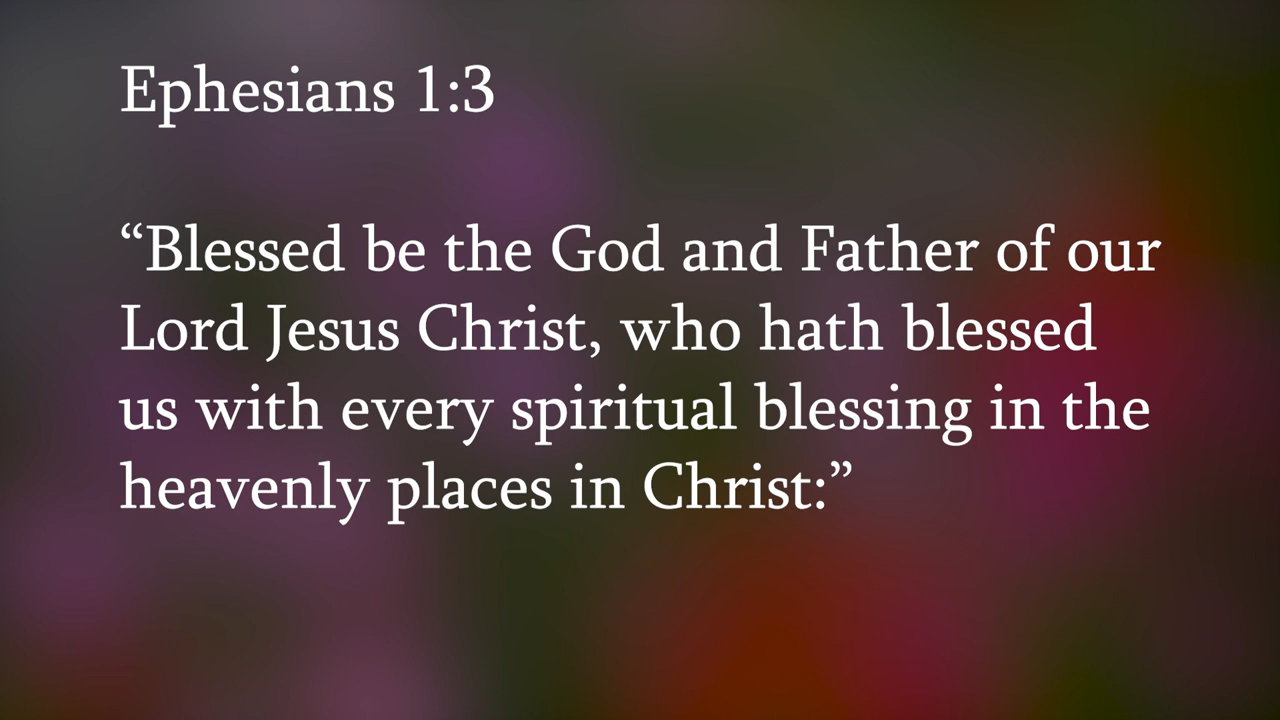 Ephesians 1:3
“Blessed be the God and Father of our
Lord Jesus Christ, who hath blessed
us with every spiritual blessing in the
heavenly places in Christ:”